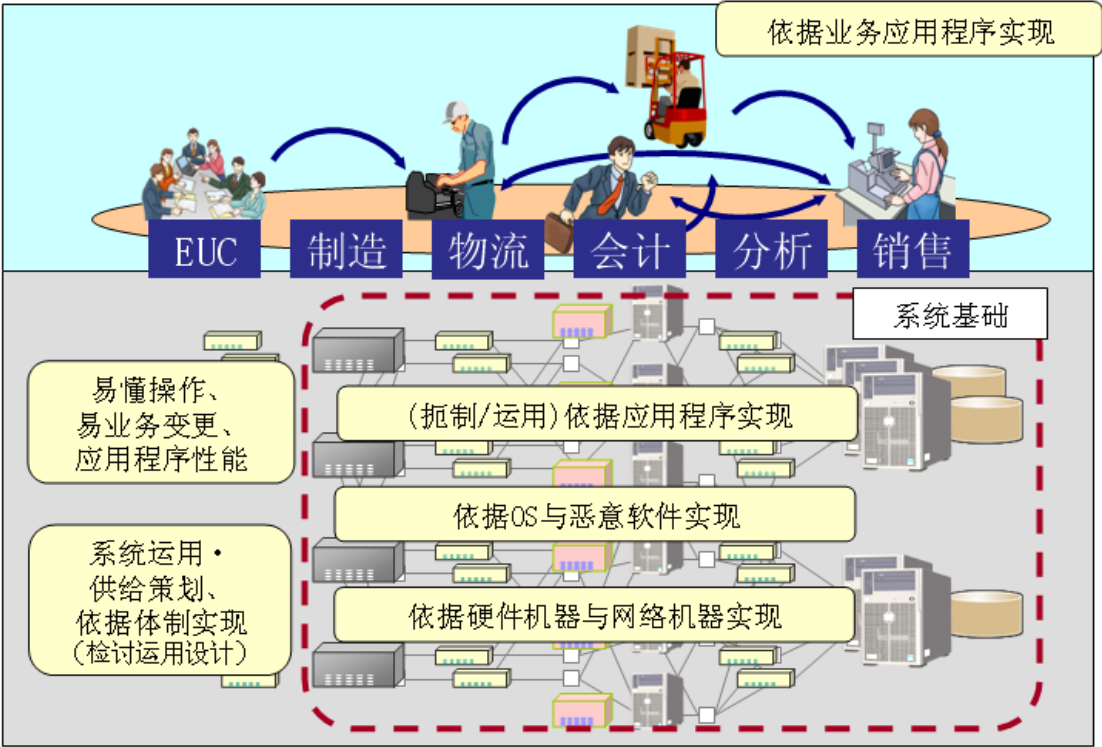 依据业务应用程序实现
EUC
制造
物流
会计
分析
销售
系统基础
易懂操作、
易业务变更、
应用程序性能
(扼制/运用)依据应用程序实现
依据OS与恶意软件实现
系统运用·
供给策划、
依据体制实现
(检讨运用设计)
依据硬件机器与网络机器实现